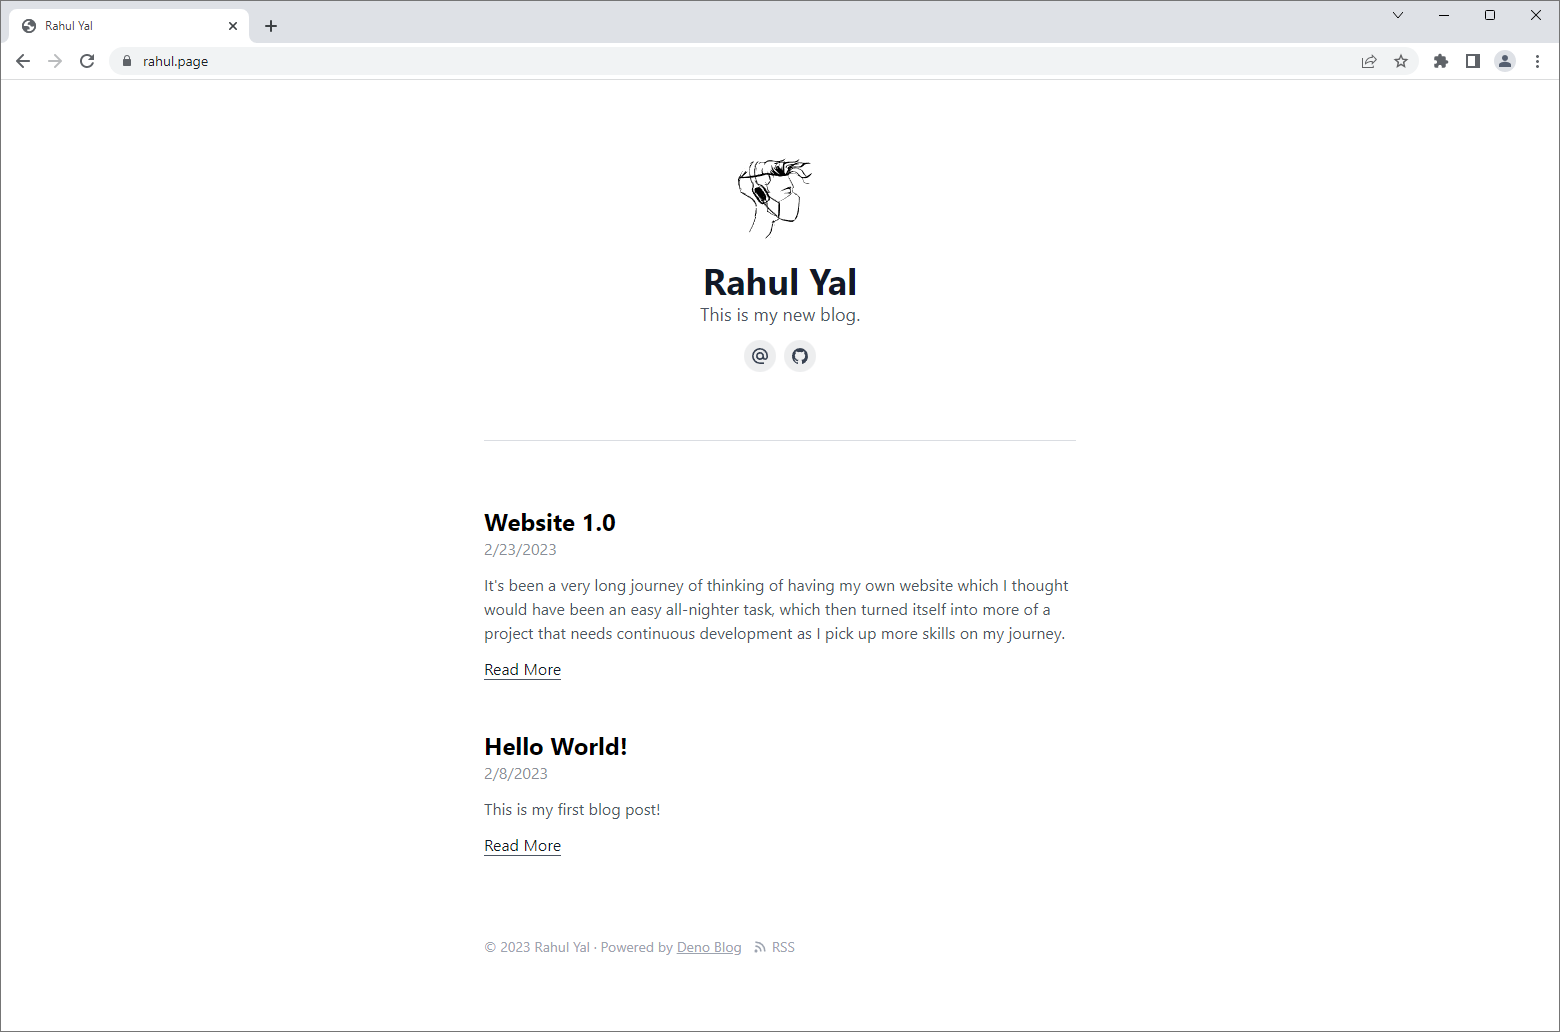 Rahul Yal
rahul.page
Rahul Yal
This is my new blog.
Website 1.0
2/23/2023
It's been a very long journey of thinking of having my own website which I thought
would have been an easy all-nighter task, which then turned itself into more of a
project that needs continuous development as I pick up more skills on my journey.
Read More
Hello World!
2/8/2023
This is my first blog post!
Read More
© 2023 Rahul Yal · Powered by Deno Blog RSS